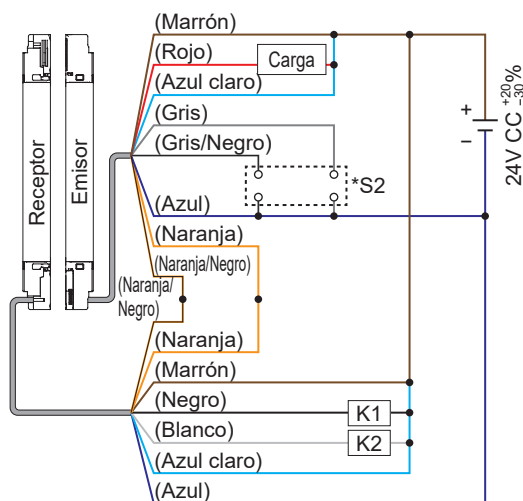 (Marrón)
(Rojo)
Carga
(Azul claro)
(Gris)
(Gris/Negro)
*S2
(Azul)
(Naranja)
(Naranja/Negro)
(Naranja/
Negro)
(Naranja)
(Marrón)
(Negro)
K1
(Blanco)
K2
(Azul claro)
(Azul)
Receptor
Emisor
+
−
24V CC +20 −30 %